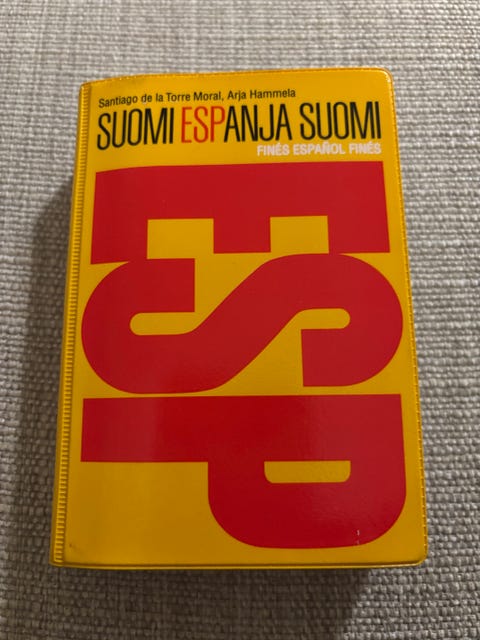 Santiago de la Torre Moral, Arja Hammela
SUOMI ESPANJA SUOMI
FINÉS ESPAÑOL FINÉS
ESP